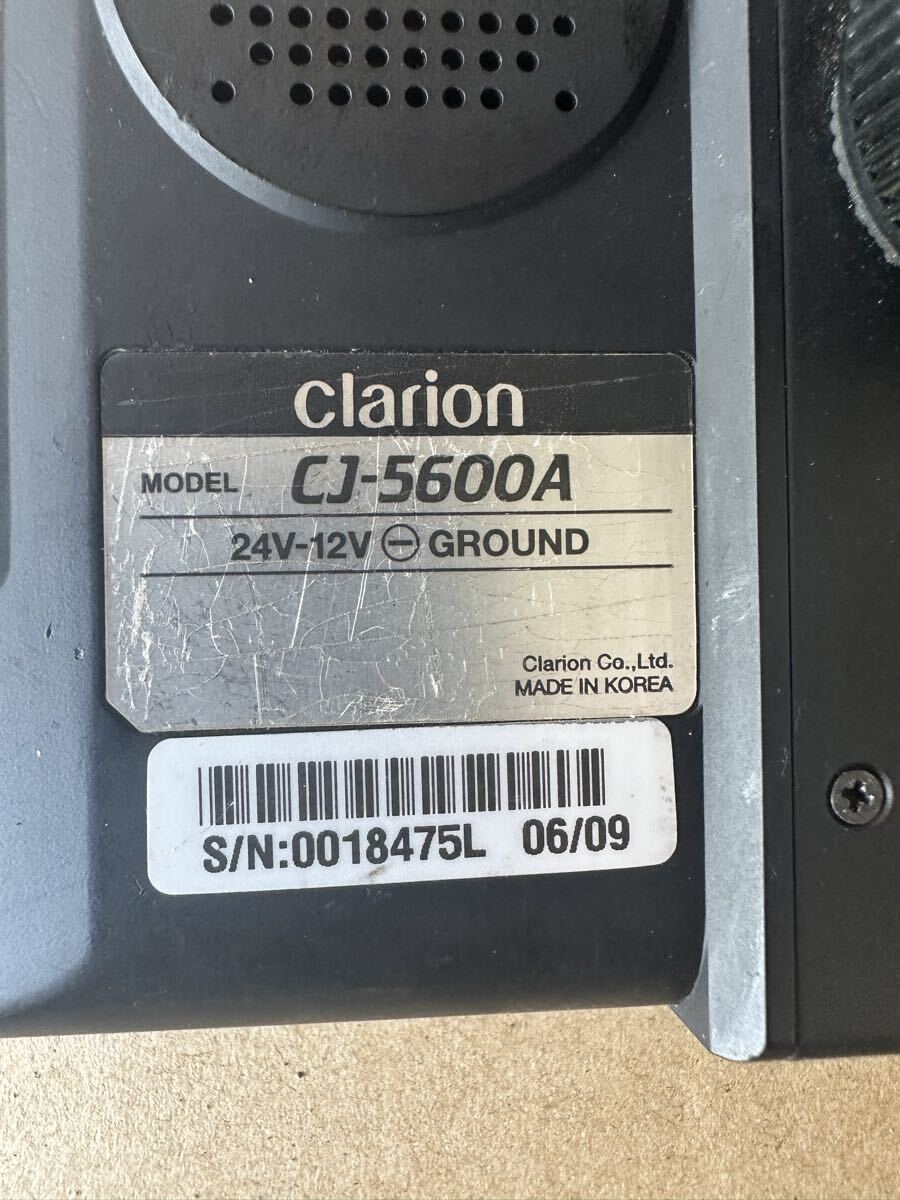 clarion
MODEL CJ-5600A
24V-12V ⊖ GROUND
Clarion Co.,Ltd.
MADE IN KOREA
S/N:0018475L 06/09